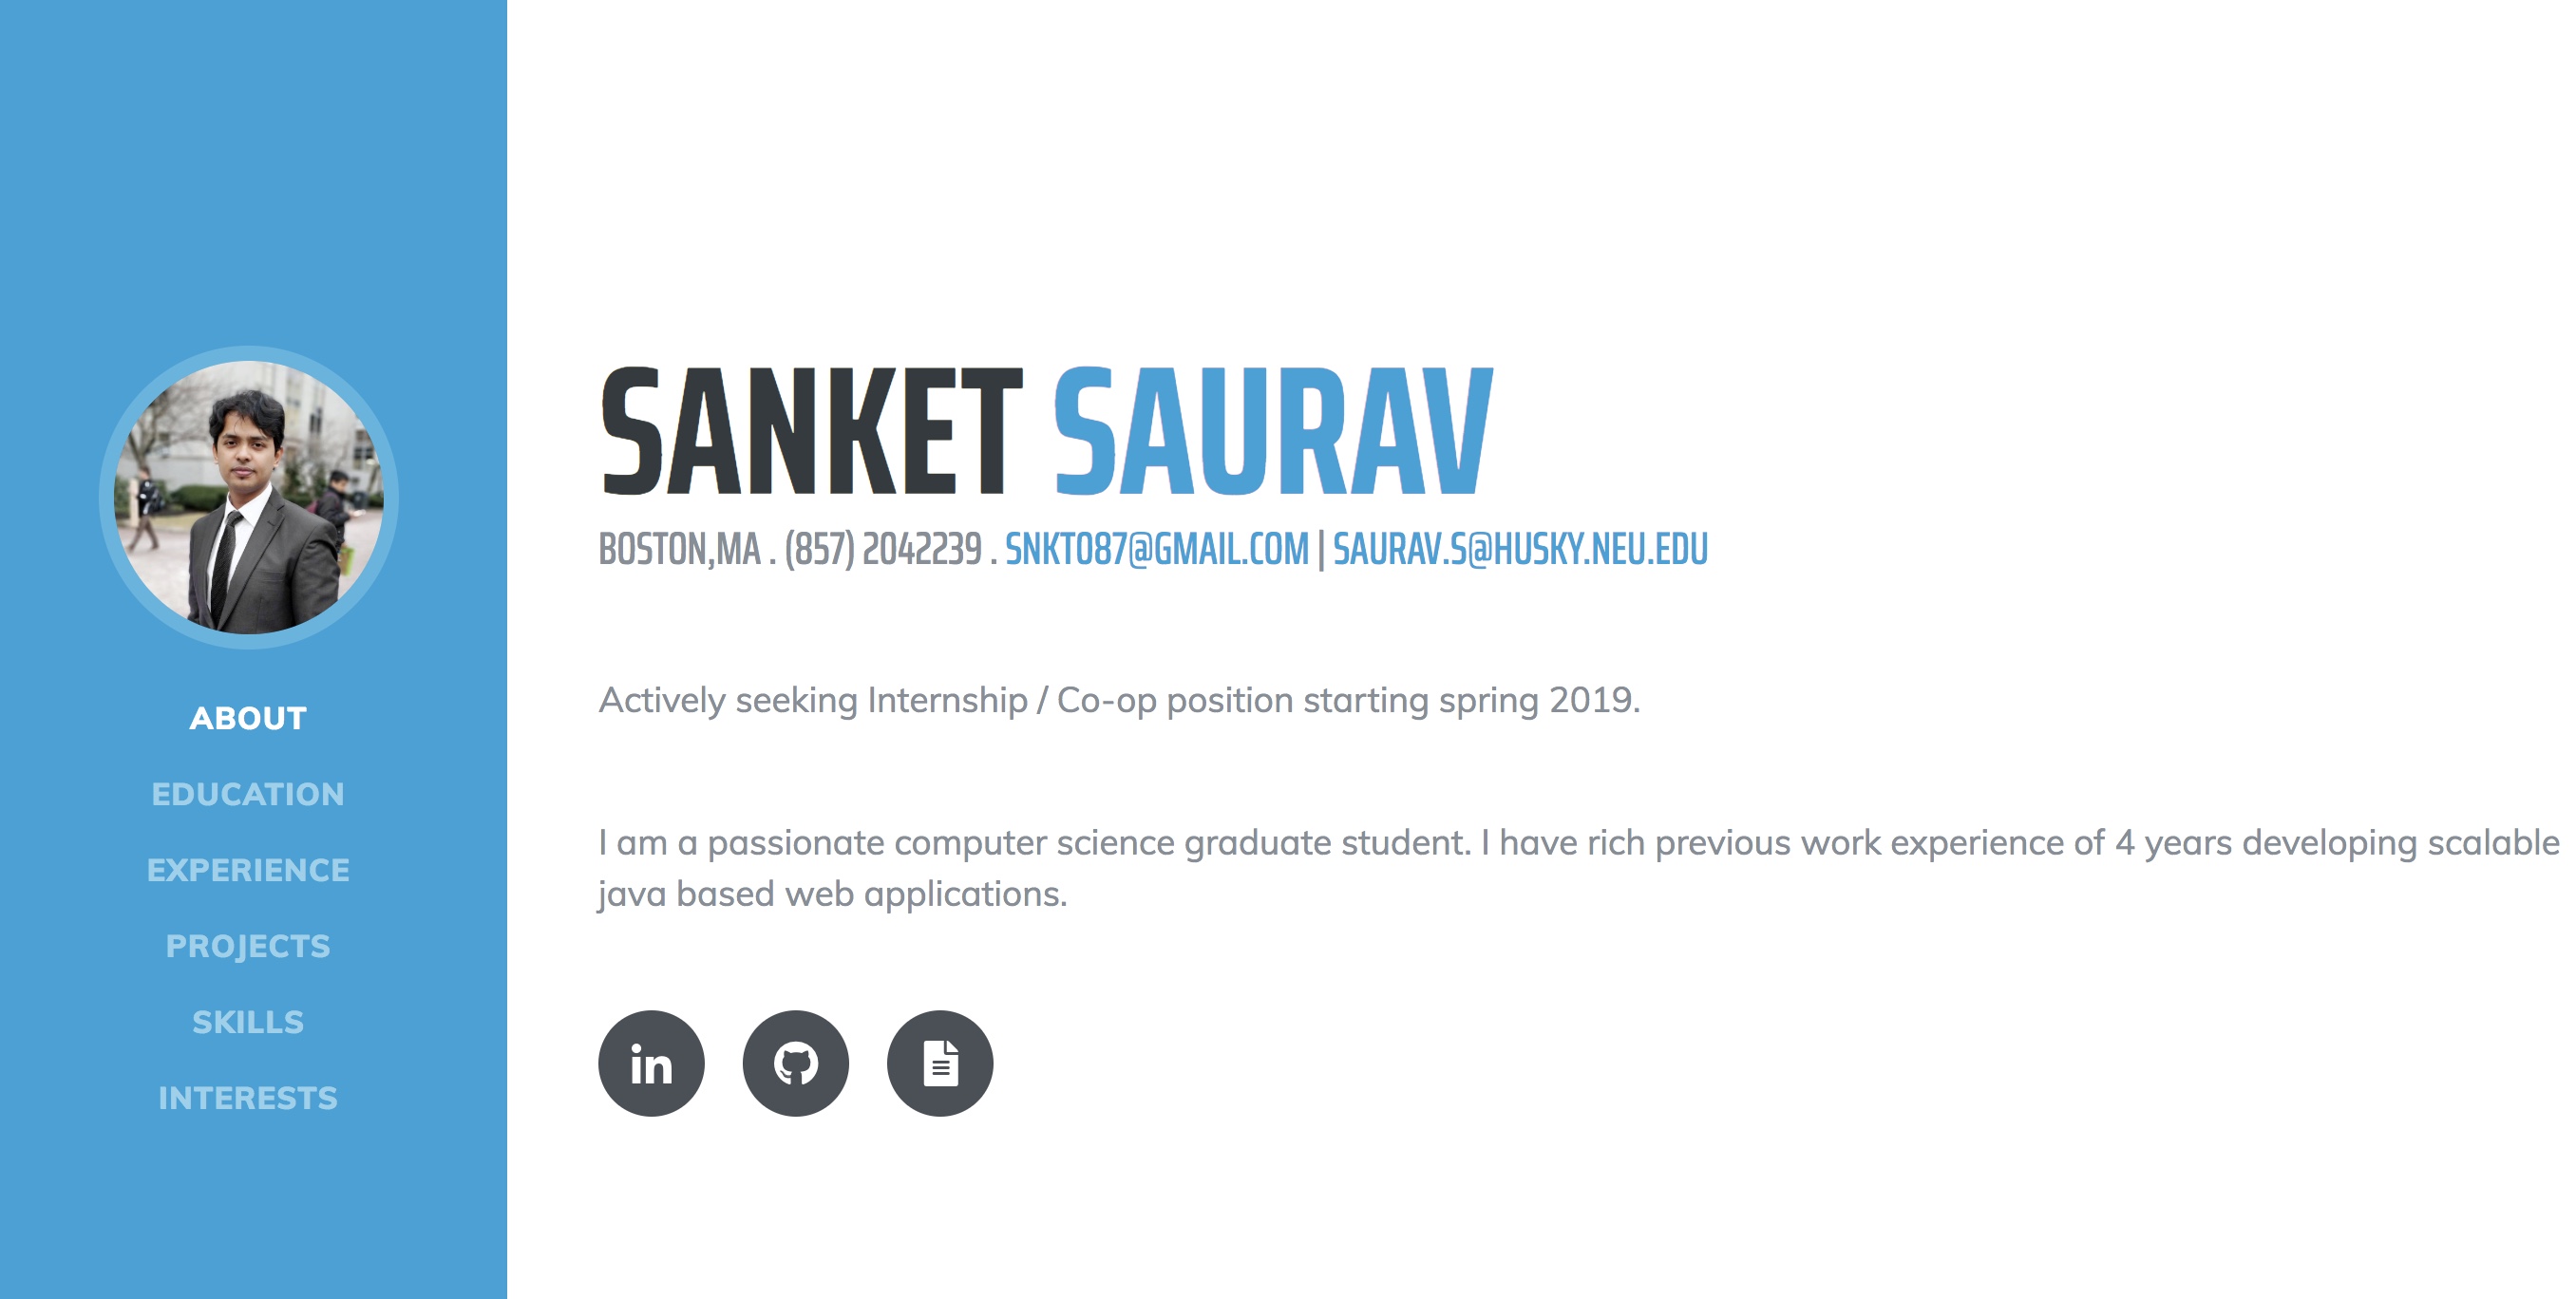 ABOUT
EDUCATION
EXPERIENCE
PROJECTS
SKILLS
INTERESTS
SANKET SAURAV
BOSTON,MA . (857) 2042239 . SNKT087@GMAIL.COM | SAURAV.S@HUSKY.NEU.EDU
Actively seeking Internship / Co-op position starting spring 2019.
I am a passionate computer science graduate student. I have rich previous work experience of 4 years developing scalable
java based web applications.
in